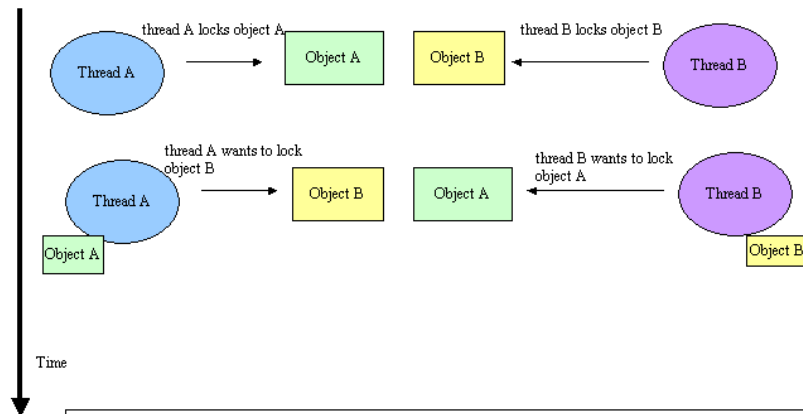 thread A locks object A
thread B locks object B
Thread A
Object A
Object B
Thread B
thread A wants to lock
object B
thread B wants to lock
object A
Thread A
Object B
Object A
Thread B
Object A
Object B
Time